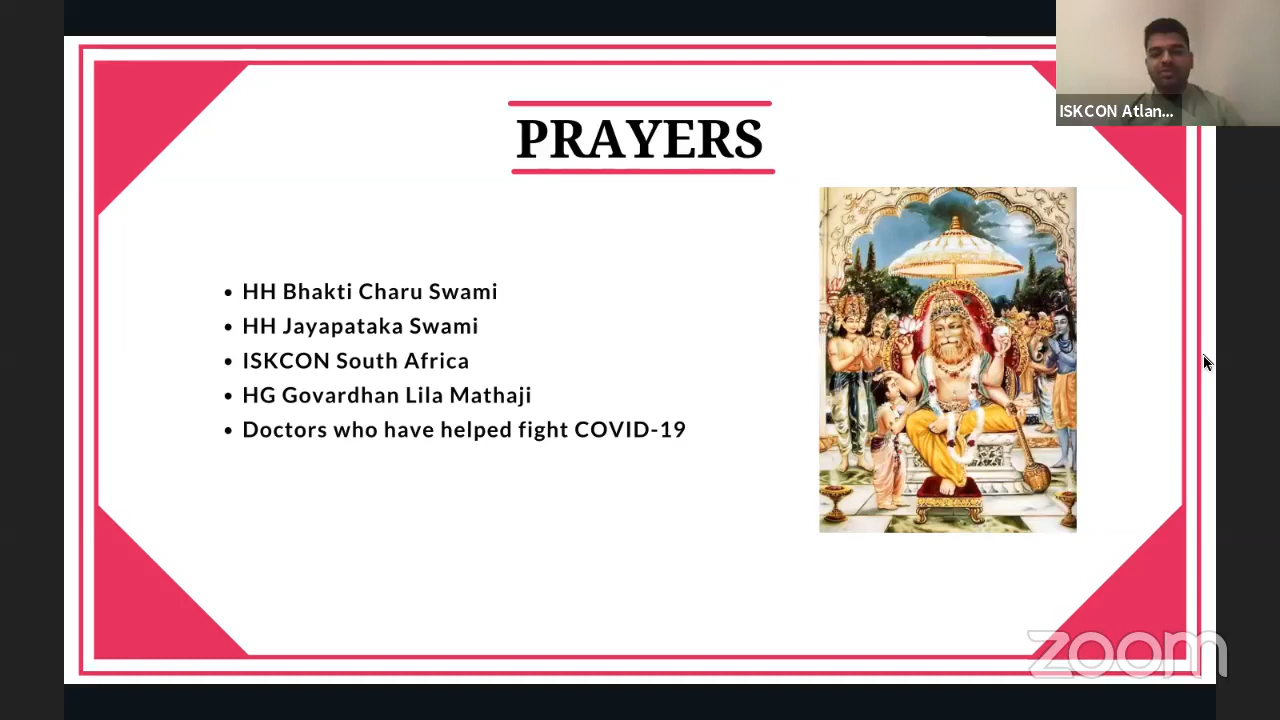 ISKCON Atlan...
PRAYERS
HH Bhakti Charu Swami
HH Jayapataka Swami
ISKCON South Africa
HG Govardhan Lila Mathaji
Doctors who have helped fight COVID-19
zoom